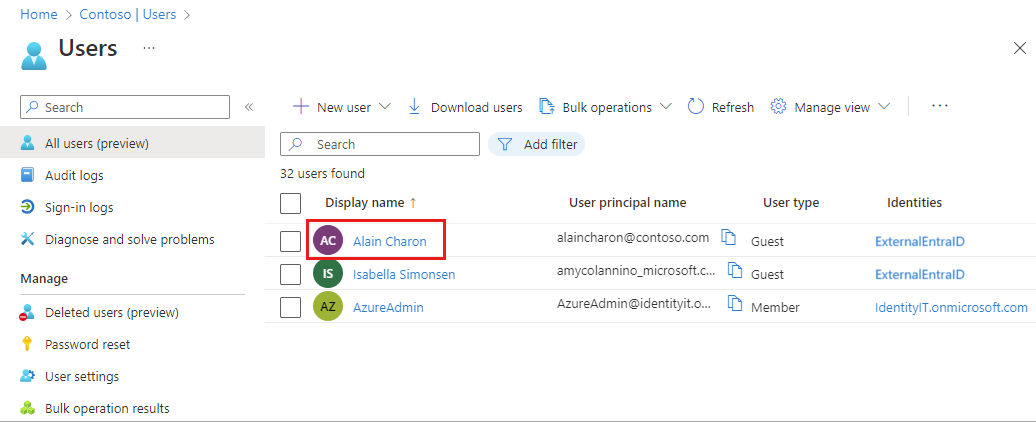 Home > Contoso | Users >
Users ...
Search «
New user Download users Bulk operations Refresh Manage view ...
All users (preview)
Audit logs
Sign-in logs
Diagnose and solve problems
Manage
Deleted users (preview)
Password reset
User settings
Bulk operation results
Search Add filter
32 users found
Display name ↑ User principal name User type Identities
AC Alain Charon alaincharon@contoso.com Guest ExternalEntraID
IS Isabella Simonsen amycolannino_microsoft.c... Guest ExternalEntraID
AZ AzureAdmin AzureAdmin@identityit.o... Member IdentityIT.onmicrosoft.com